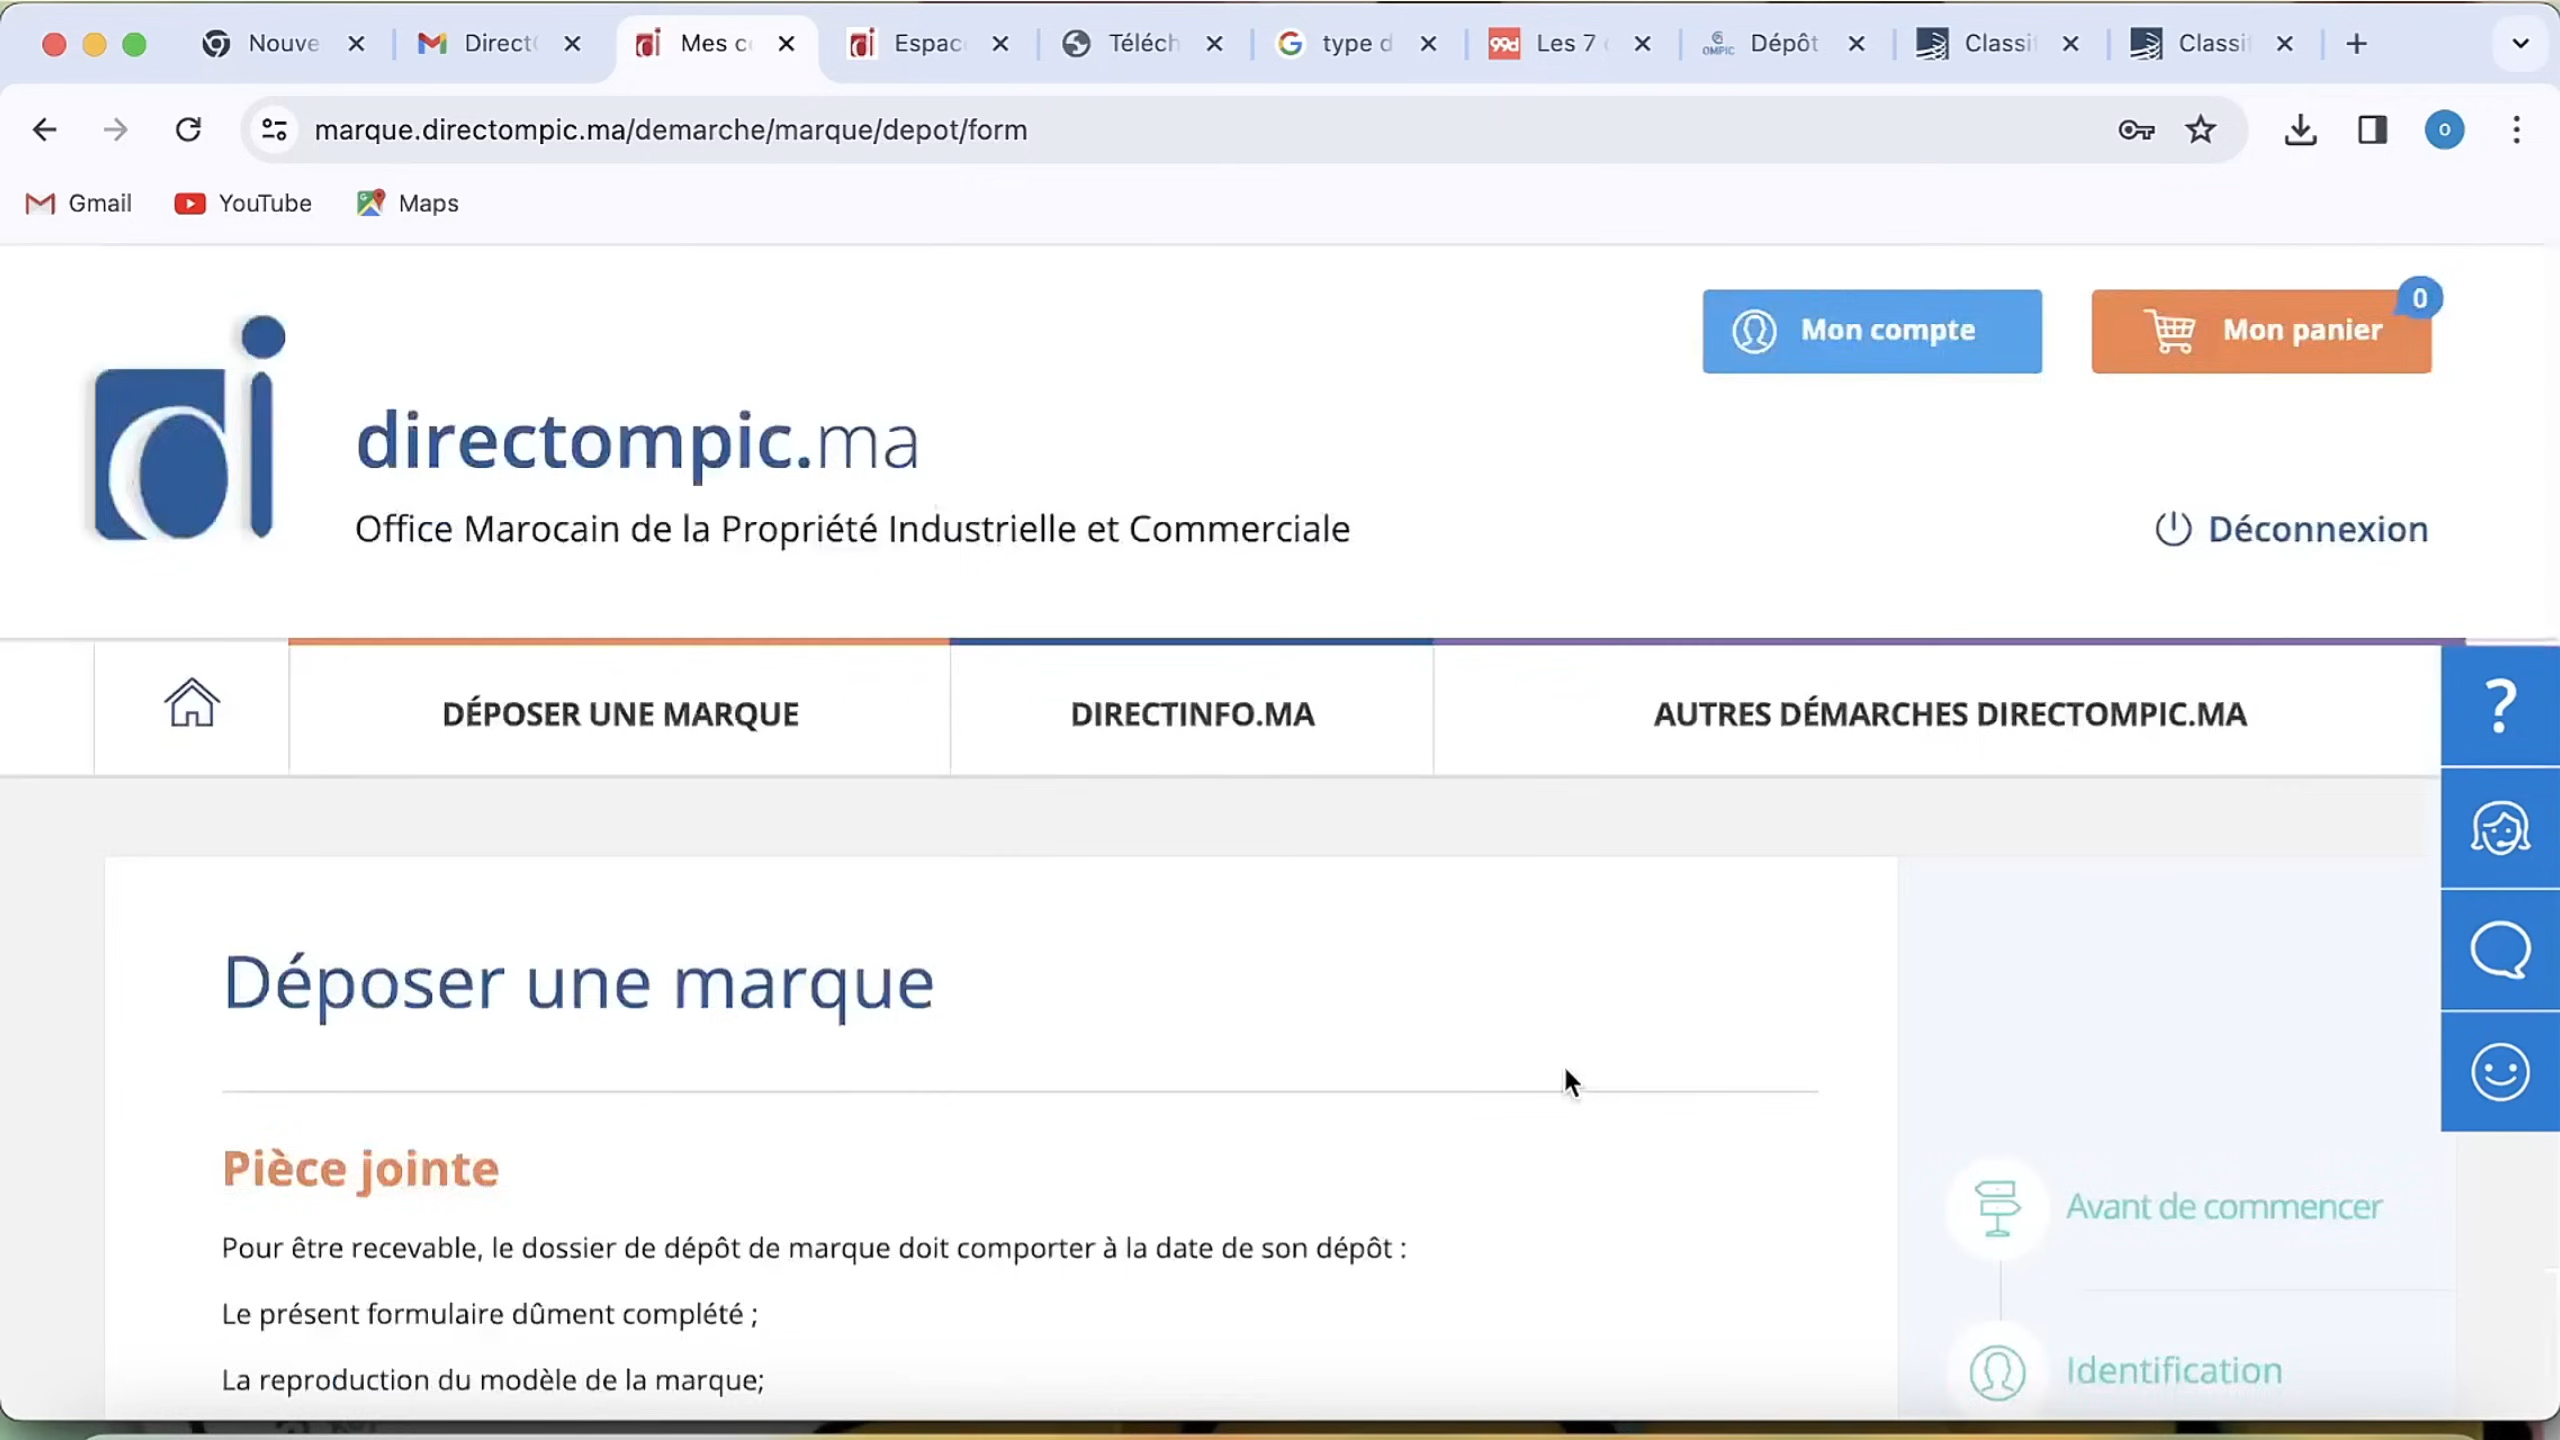 Nouve
Direct
Mes c
Espac
Téléch
type d
99d
Les 7
OMPIC
Dépôt
Classi
Classi
marque.directompic.ma/demarche/marque/depot/form
o
Gmail
YouTube
Maps
Mon compte
Mon panier
0
di
directompic.ma
Office Marocain de la Propriété Industrielle et Commerciale
Déconnexion
DÉPOSER UNE MARQUE
DIRECTINFO.MA
AUTRES DÉMARCHES DIRECTOMPIC.MA
?
Déposer une marque
Pièce jointe
Pour être recevable, le dossier de dépôt de marque doit comporter à la date de son dépôt :
Le présent formulaire dûment complété ;
La reproduction du modèle de la marque;
Avant de commencer
Identification